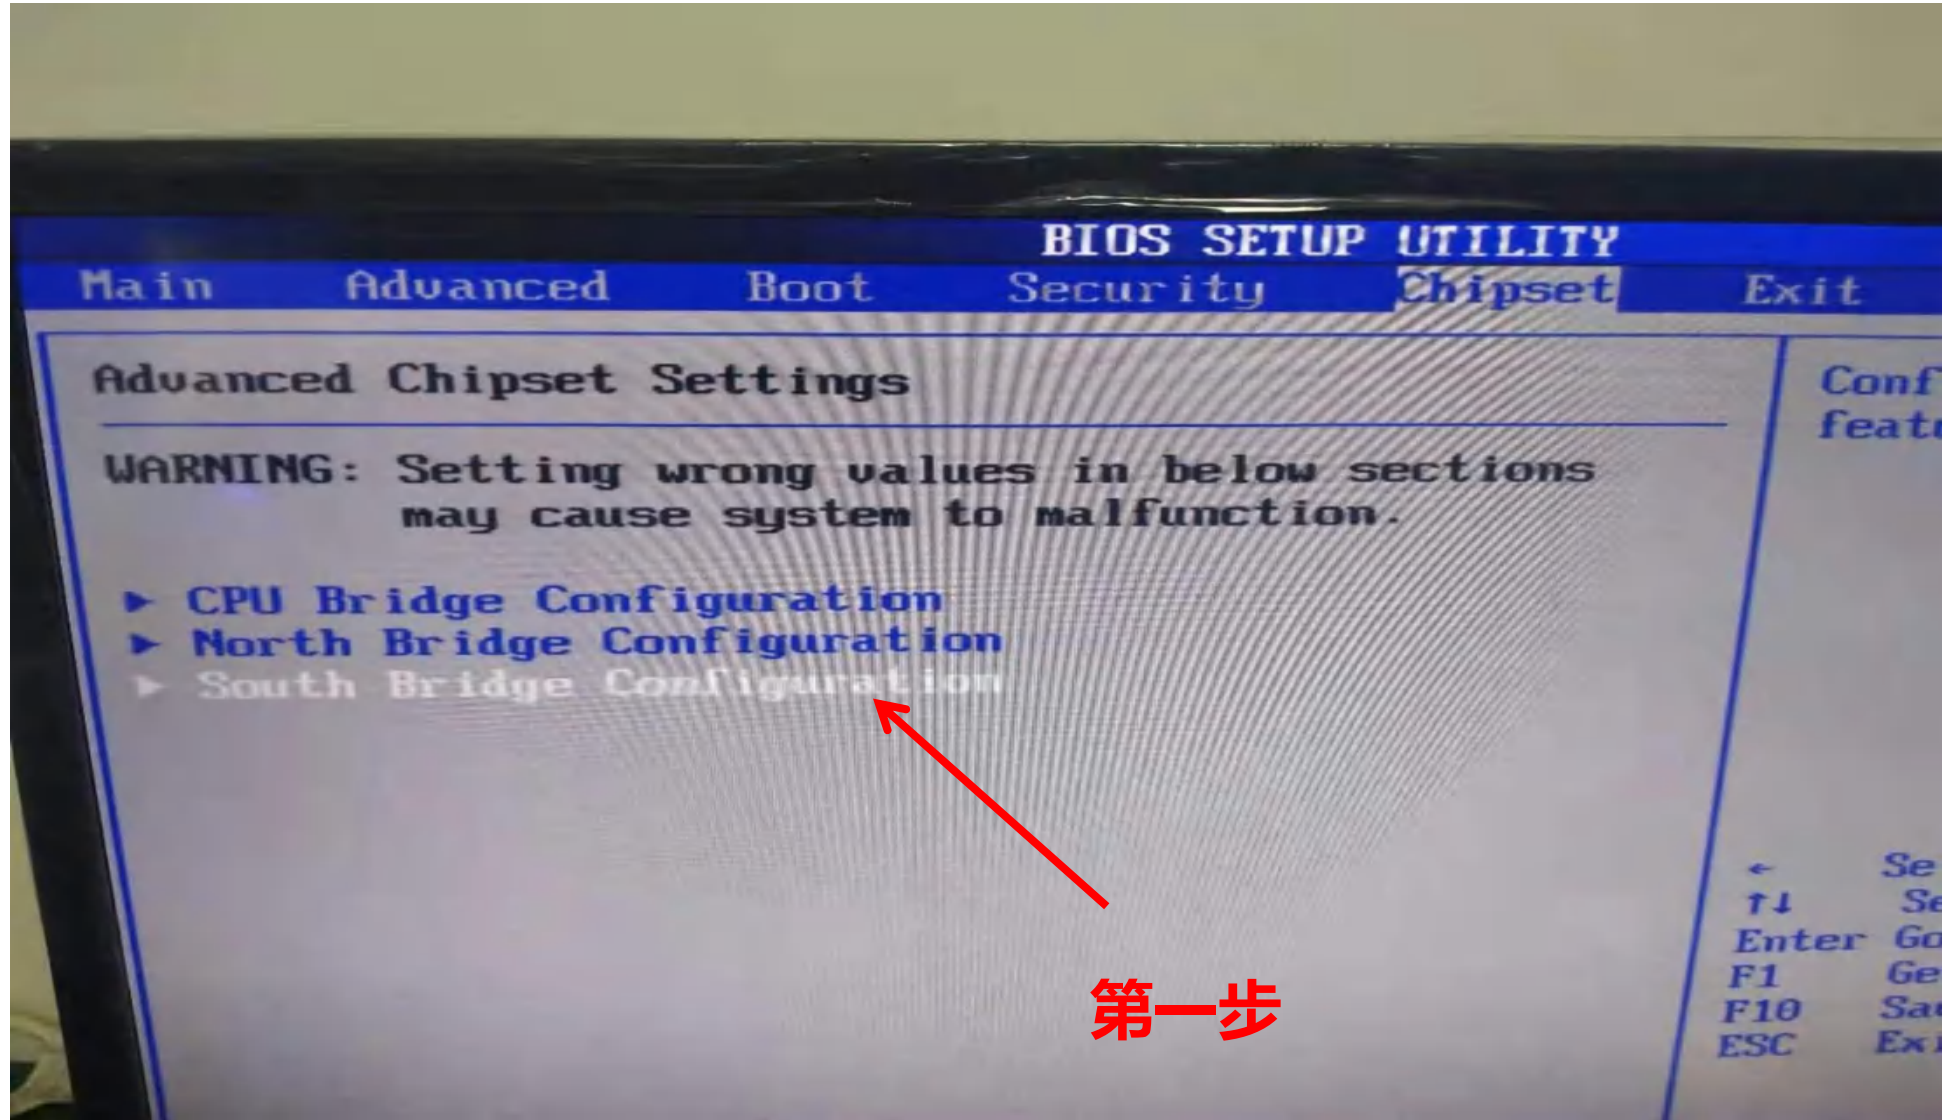 BIOS SETUP UTILITY
Main Advanced Boot Security Chipset Exit
Advanced Chipset Settings
WARNING: Setting wrong values in below sections
may cause system to malfunction.
► CPU Bridge Configuration
► North Bridge Configuration
► South Bridge Configuration
←
↑↓
Enter
F1
F10
ESC
第一步